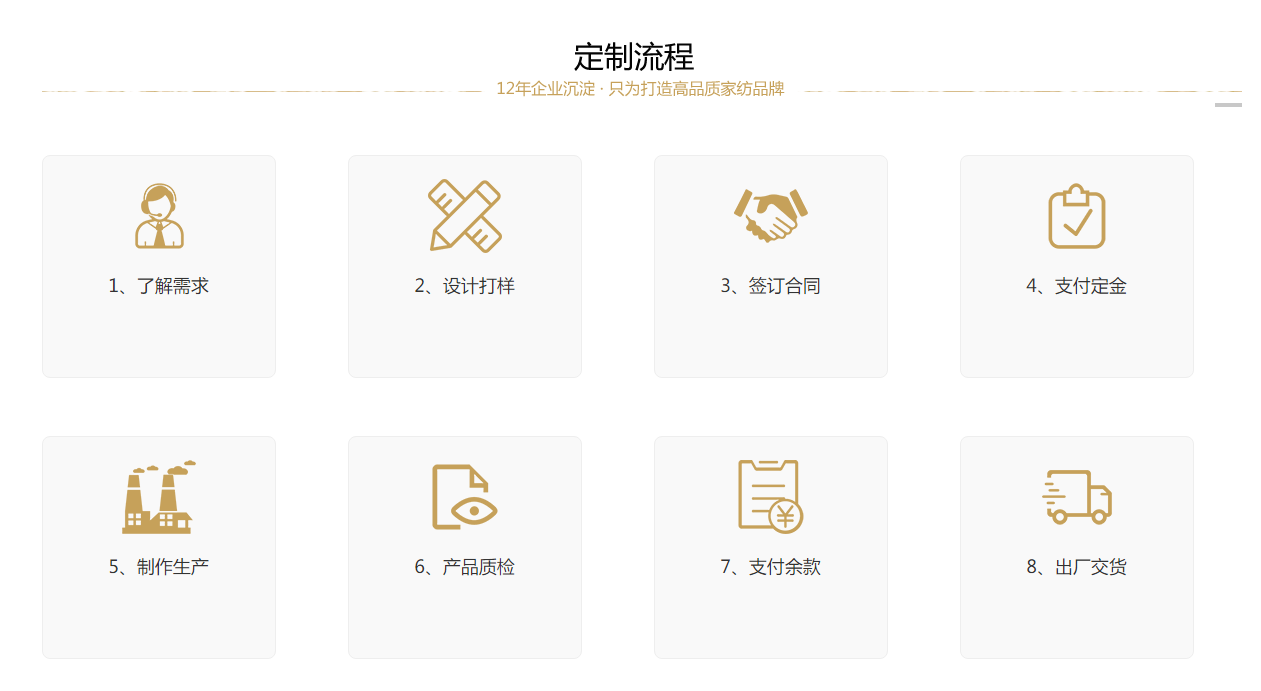 定制流程
12年企业沉淀 · 只为打造高品质家纺品牌
1、了解需求
2、设计打样
3、签订合同
4、支付定金
5、制作生产
6、产品质检
7、支付余款
8、出厂交货